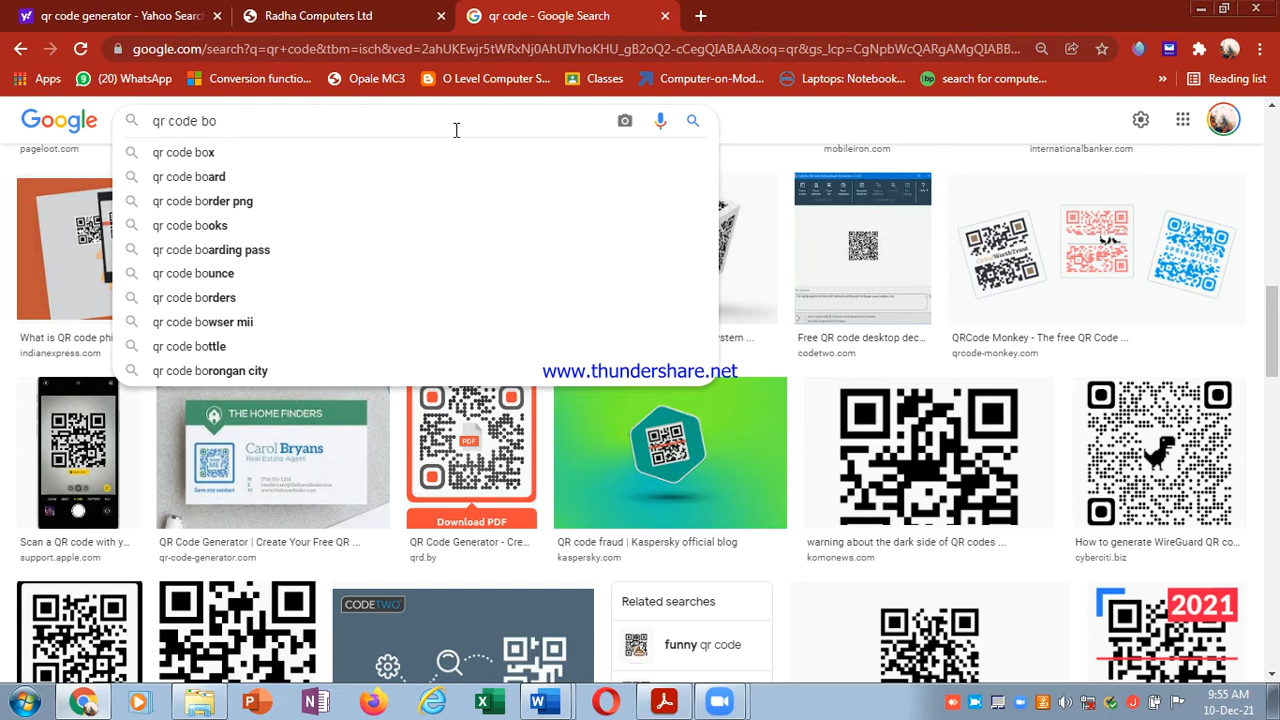 qr code generator - Yahoo Search
Radha Computers Ltd
qr code - Google Search
google.com/search?q=qr+code&tbm=isch&ved=2ahUKEwjr5tWRxNj0AhUIVhoKHU_gB2oQ2-cCegQIABAA&oq=qr&gs_lcp=CgNpbWcQARgAMgQIABB...
Apps
(20) WhatsApp
Conversion functio...
Opale MC3
O Level Computer S...
Classes
Computer-on-Mod...
Laptops: Notebook...
search for compute...
»
Reading list
Google
qr code bo
pageloot.com
mobileiron.com
internationalbanker.com
qr code box
qr code board
qr code border png
qr code books
qr code boarding pass
qr code bounce
qr code borders
qr code bowser mii
qr code bottle
qr code borongan city
What is QR code phi
indianexpress.com
ystem ...
Free QR code desktop dec...
codetwo.com
QRCode Monkey - The free QR Code ...
qrcode-monkey.com
www.thundershare.net
THE HOME FINDERS
Carol
Bryans
Real Estate Agent
PDF
Download PDF
Scan a QR code with y...
support.apple.com
QR Code Generator | Create Your Free QR ...
qr-code-generator.com
QR Code Generator - Cre...
qrd.by
QR code fraud | Kaspersky official blog
kaspersky.com
warning about the dark side of QR codes ...
komonews.com
How to generate WireGuard QR co...
cyberciti.biz
CODETWO
Related searches
funny qr code
2021
9:55 AM
10-Dec-21